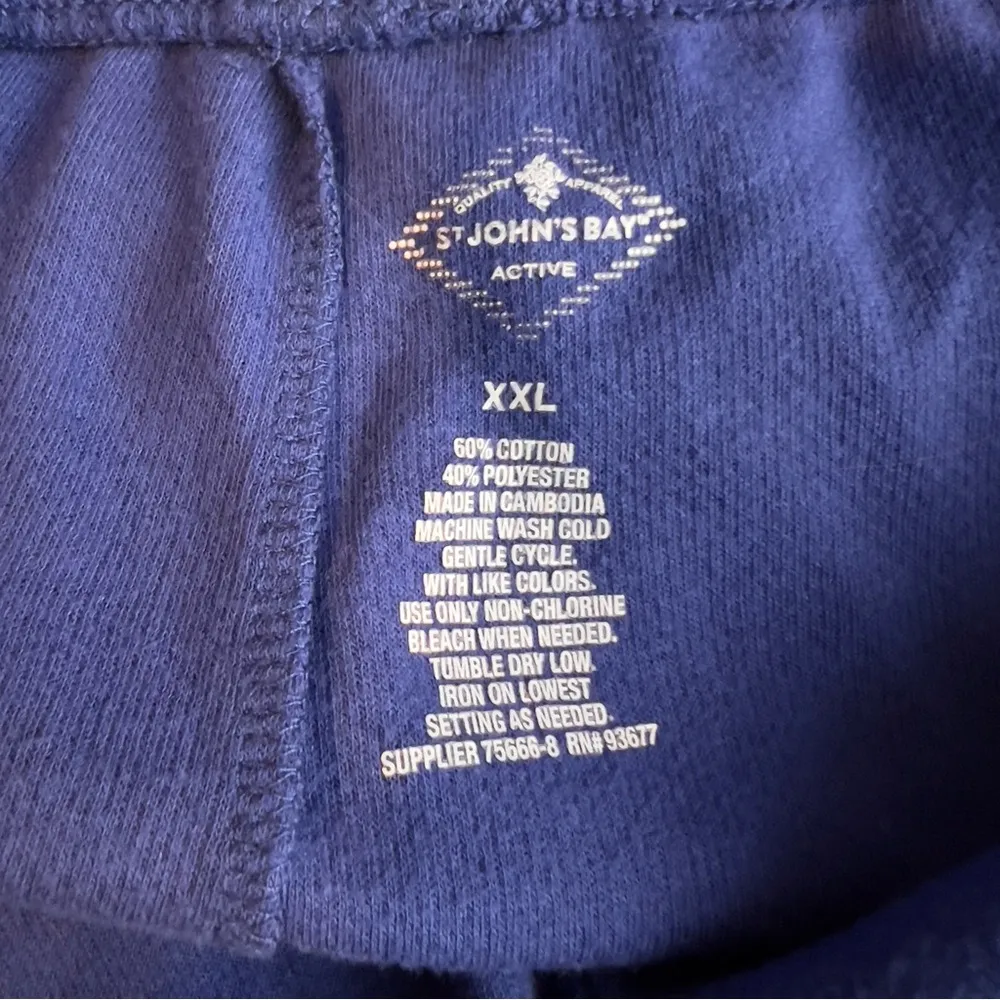 QUALITY APPAREL
ST JOHN'S BAY
ACTIVE
XXL
60% COTTON
40% POLYESTER
MADE IN CAMBODIA
MACHINE WASH COLD
GENTLE CYCLE.
WITH LIKE COLORS.
USE ONLY NON-CHLORINE
BLEACH WHEN NEEDED.
TUMBLE DRY LOW.
IRON ON LOWEST
SETTING AS NEEDED.
SUPPLIER 75666-8 RN# 93677